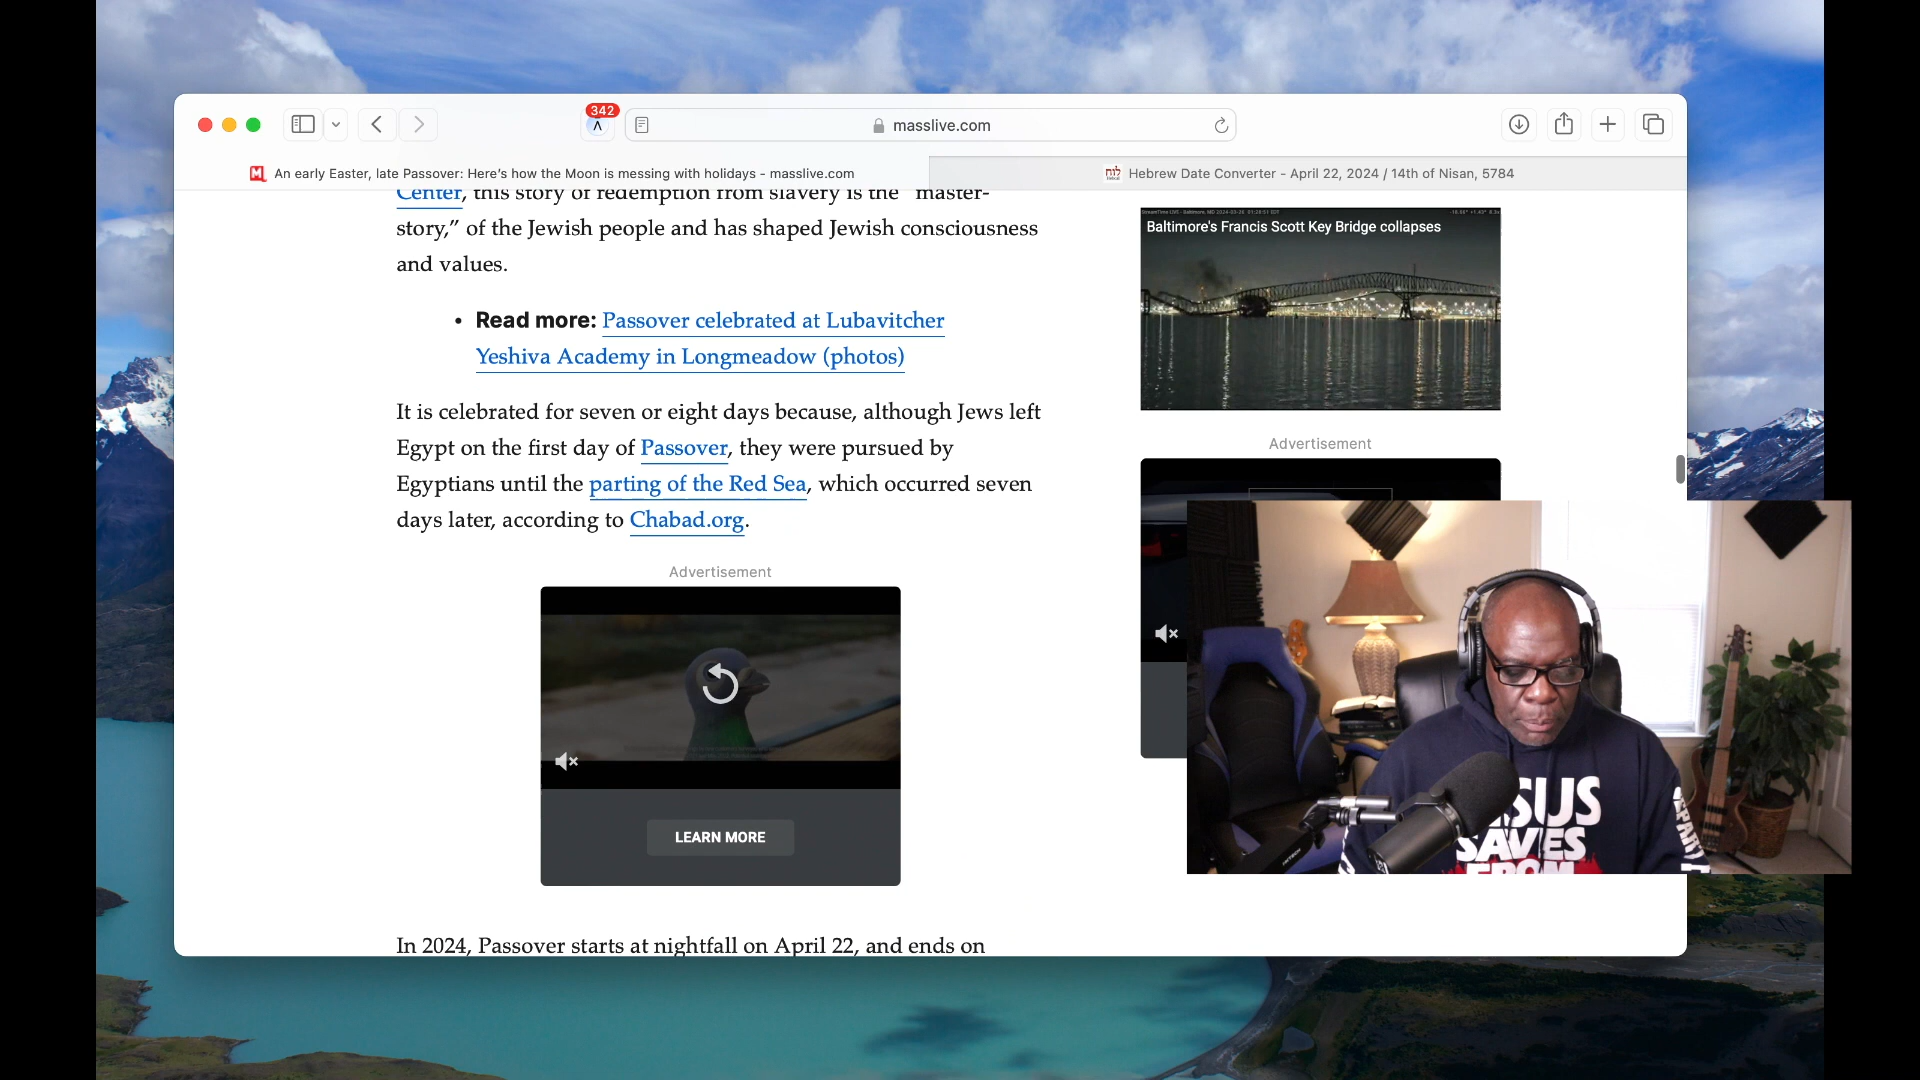 342
masslive.com
An early Easter, late Passover: Here's how the Moon is messing with holidays - masslive.com
Hebrew Date Converter - April 22, 2024 / 14th of Nisan, 5784
Center, this story of redemption from slavery is the "master-
story,” of the Jewish people and has shaped Jewish consciousness
and values.
• Read more: Passover celebrated at Lubavitcher
Yeshiva Academy in Longmeadow (photos)
It is celebrated for seven or eight days because, although Jews left
Egypt on the first day of Passover, they were pursued by
Egyptians until the parting of the Red Sea, which occurred seven
days later, according to Chabad.org.
Advertisement
LEARN MORE
In 2024, Passover starts at nightfall on April 22, and ends on
Baltimore's Francis Scott Key Bridge collapses
Advertisement
SUS
SAVES
FROM